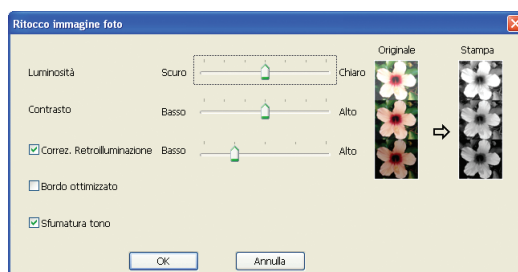 Ritocco immagine foto
Originale Stampa
Luminosità Scuro Chiaro
Contrasto Basso Alto
Correz. Retroilluminazione Basso Alto
Bordo ottimizzato
Sfumatura tono
OK Annulla